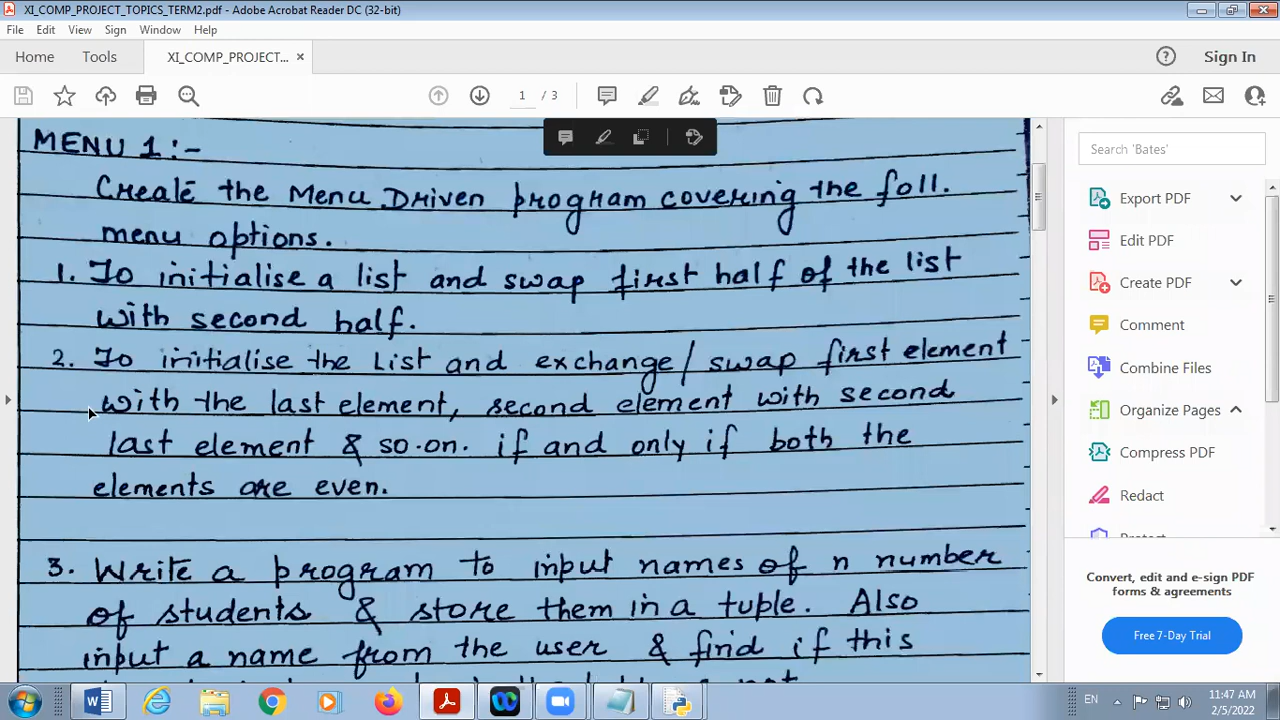 XI_COMP_PROJECT_TOPICS_TERM2.pdf - Adobe Acrobat Reader DC (32-bit)
File Edit View Sign Window Help
Home Tools XI_COMP_PROJECT... × Sign In
1 / 3
MENU 1:-
Create the Menu Driven program covering the foll.
menu options.
1. To initialise a list and swap first half of the list
with second half.
2. To initialise the List and exchange/swap first element
with the last element, second element with second
last element & so.on. if and only if both the
elements are even.
3. Write a program to input names of n number
of students & store them in a tuple. Also
input a name from the user & find if this
Search 'Bates'
Export PDF
Edit PDF
Create PDF
Comment
Combine Files
Organize Pages
Compress PDF
Redact
Convert, edit and e-sign PDF
forms & agreements
Free 7-Day Trial
EN 11:47 AM
2/5/2022